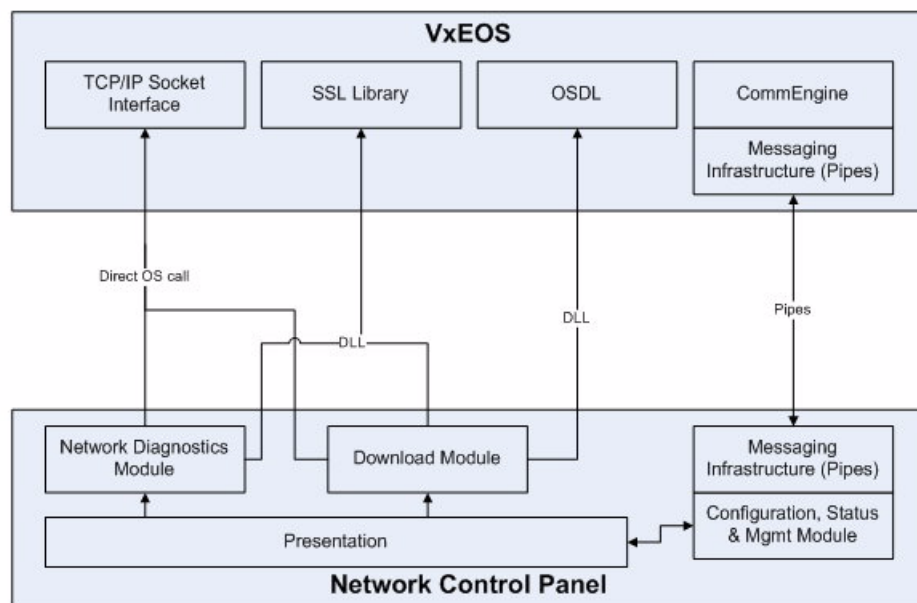 VxEOS
TCP/IP Socket
Interface
SSL Library
OSDL
CommEngine
Messaging
Infrastructure (Pipes)
Direct OS call
DLL
DLL
Pipes
Network Diagnostics
Module
Download Module
Messaging
Infrastructure (Pipes)
Configuration, Status
& Mgmt Module
Presentation
Network Control Panel